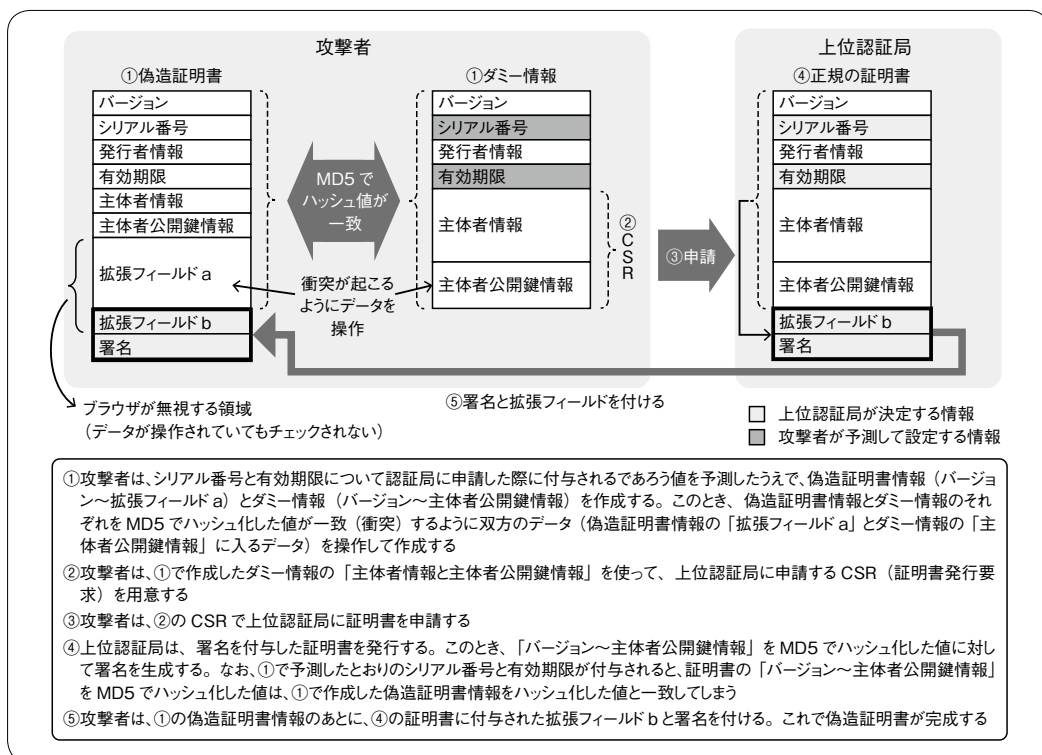 攻撃者
①偽造証明書
バージョン
シリアル番号
発行者情報
有効期限
主体者情報
主体者公開鍵情報
拡張フィールドa
拡張フィールドb
署名
MD5で
ハッシュ値が
一致
衝突が起こる
ようにデータを
操作
①ダミー情報
バージョン
シリアル番号
発行者情報
有効期限
主体者情報
主体者公開鍵情報
②CSR
③申請
上位認証局
④正規の証明書
バージョン
シリアル番号
発行者情報
有効期限
主体者情報
主体者公開鍵情報
拡張フィールドb
署名
⑤署名と拡張フィールドを付ける
ブラウザが無視する領域
（データが操作されていてもチェックされない）
上位認証局が決定する情報
攻撃者が予測して設定する情報
①攻撃者は、シリアル番号と有効期限について認証局に申請した際に付与されるであろう値を予測したうえで、偽造証明書情報（バージョ
ン〜拡張フィールドa）とダミー情報（バージョン〜主体者公開鍵情報）を作成する。このとき、偽造証明書情報とダミー情報のそれ
ぞれをMD5でハッシュ化した値が一致（衝突）するように双方のデータ（偽造証明書情報の「拡張フィールドa」とダミー情報の「主
体者公開鍵情報」に入るデータ）を操作して作成する
②攻撃者は、①で作成したダミー情報の「主体者情報と主体者公開鍵情報」を使って、上位認証局に申請するCSR（証明書発行要
求）を用意する
③攻撃者は、②のCSRで上位認証局に証明書を申請する
④上位認証局は、署名を付与した証明書を発行する。このとき、「バージョン〜主体者公開鍵情報」をMD5でハッシュ化した値に対し
て署名を生成する。なお、①で予測したとおりのシリアル番号と有効期限が付与されると、証明書の「バージョン〜主体者公開鍵情報」
をMD5でハッシュ化した値は、①で作成した偽造証明書情報をハッシュ化した値と一致してしまう
⑤攻撃者は、①の偽造証明書情報のあとに、④の証明書に付与された拡張フィールドbと署名を付ける。これで偽造証明書が完成する